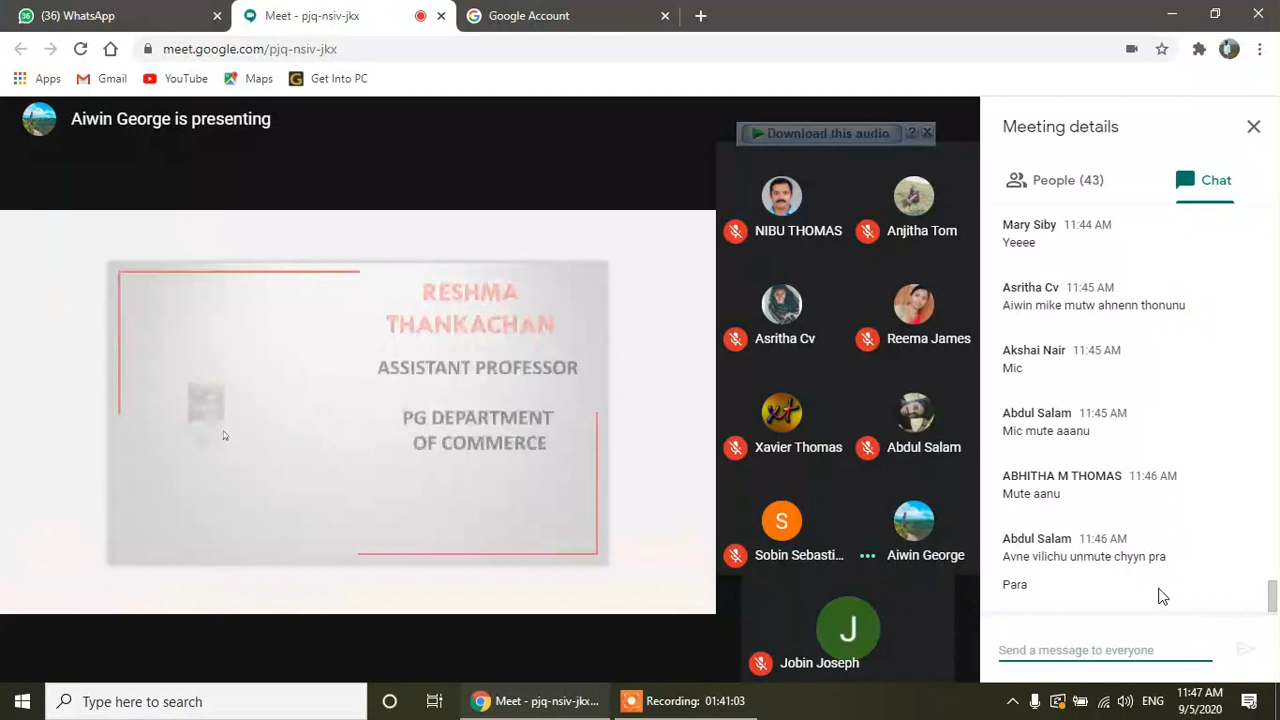 (36) WhatsApp
Meet - pjq-nsiv-jkx
Google Account
meet.google.com/pjq-nsiv-jkx
Apps
Gmail
YouTube
Maps
G
Get Into PC
Aiwin George is presenting
Download this audio
?
RESHMA
THANKACHAN
ASSISTANT PROFESSOR
PG DEPARTMENT
OF COMMERCE
NIBU THOMAS
Anjitha Tom
Asritha Cv
Reema James
xt
Xavier Thomas
Abdul Salam
S
Sobin Sebasti...
Aiwin George
J
Jobin Joseph
Meeting details
People (43)
Chat
Mary Siby 11:44 AM
Yeeee
Asritha Cv 11:45 AM
Aiwin mike mutw ahnenn thonunu
Akshai Nair 11:45 AM
Mic
Abdul Salam 11:45 AM
Mic mute aaanu
ABHITHA M THOMAS 11:46 AM
Mute aanu
Abdul Salam 11:46 AM
Avne vilichu unmute chyyn pra
Para
Send a message to everyone
Type here to search
Meet - pjq-nsiv-jkx...
Recording: 01:41:03
ENG
11:47 AM
9/5/2020